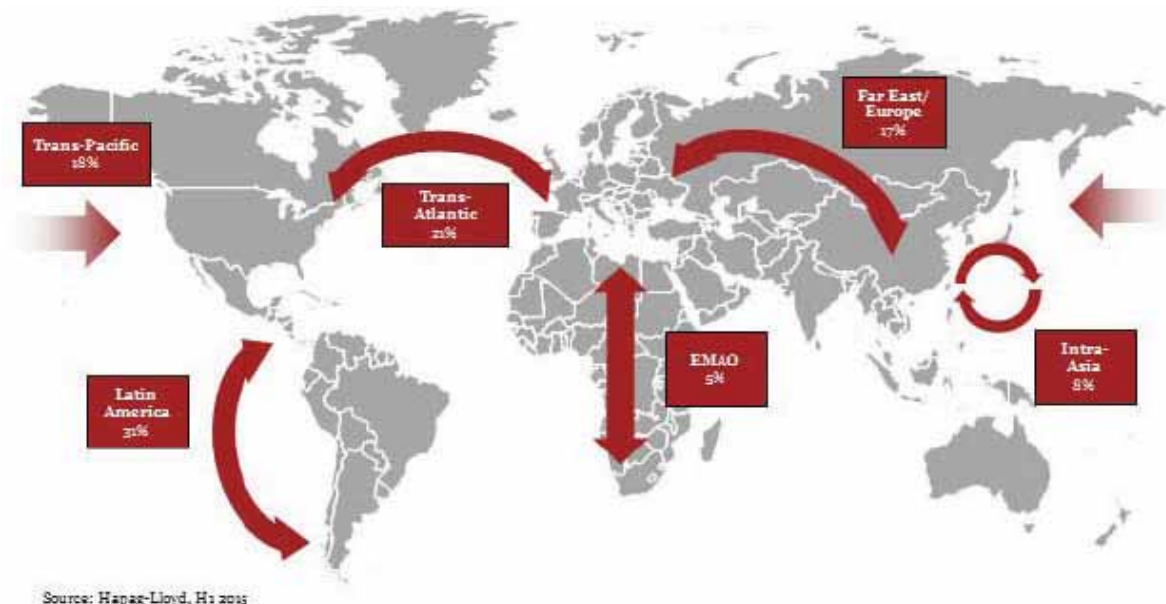 Far East/
Europe
17%
Trans-Pacific
18%
Trans-
Atlantic
21%
EMAO
5%
Intra-
Asia
8%
Latin
America
31%
Source: Hapag-Lloyd, H1 2015